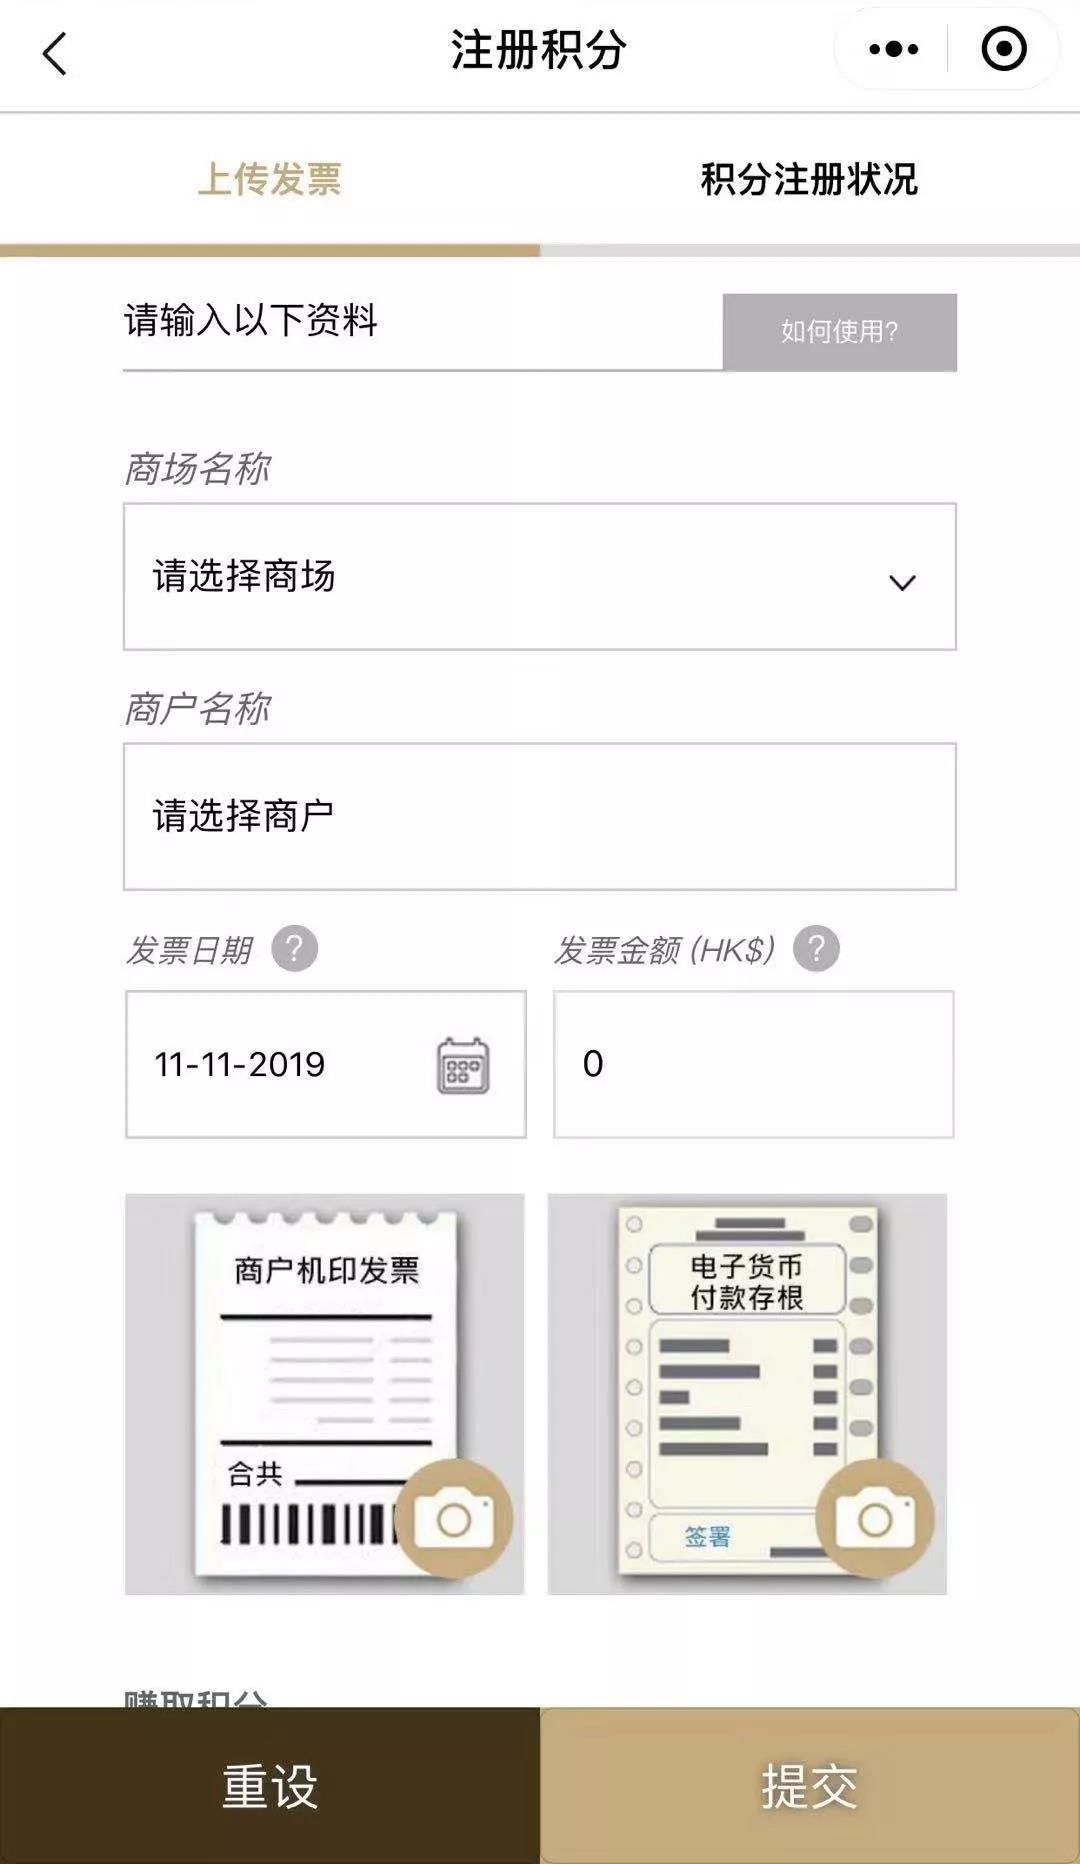 注册积分
上传发票
积分注册状况
请输入以下资料
如何使用?
商场名称
请选择商场
商户名称
请选择商户
发票日期 ?
发票金额 (HK$) ?
11-11-2019
0
商户机印发票
合共
电子货币
付款存根
签署
赚取积分
重设
提交